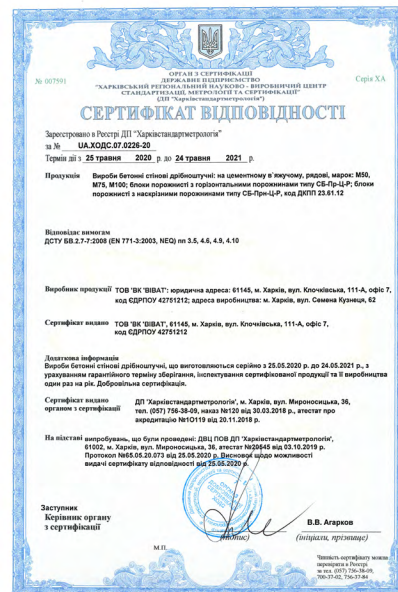 ОРГАН З СЕРТИФІКАЦІЇ
ДЕРЖАВНЕ ПІДПРИЄМСТВО
"ХАРКІВСЬКИЙ РЕГІОНАЛЬНИЙ НАУКОВО - ВИРОБНИЧИЙ ЦЕНТР
СТАНДАРТИЗАЦІЇ, МЕТРОЛОГІЇ ТА СЕРТИФІКАЦІЇ"
(ДП "Харківстандартметрологія")
№ 007591
Серія ХА
СЕРТИФІКАТ ВІДПОВІДНОСТІ
Зареєстровано в Реєстрі ДП "Харківстандартметрологія"
за № UA.ХОДС.07.0226-20
Термін дії з 25 травня 2020 р. до 24 травня 2021 р.
Продукція Вироби бетонні стінові дрібноштучні: на цементному в'яжучому, рядові, марок: М50,
М75, М100; блоки порожнисті з горізонтальними порожнинами типу СБ-Пр-Ц-Р; блоки
порожнисті з наскрізними порожнинами типу СБ-Прн-Ц-Р, код ДКПП 23.61.12
Відповідає вимогам
ДСТУ БВ.2.7-7:2008 (EN 771-3:2003, NEQ) пп 3.5, 4.6, 4.9, 4.10
Виробник продукції ТОВ 'ВК 'ВІВАТ': юридична адреса: 61145, м. Харків, вул. Клочківська, 111-А, офіс 7,
код ЄДРПОУ 42751212; адреса виробництва: м. Харків, вул. Семена Кузнеця, 62
Сертифікат видано ТОВ 'ВК 'ВІВАТ', 61145, м. Харків, вул. Клочківська, 111-А, офіс 7,
код ЄДРПОУ 42751212
Додаткова інформація
Вироби бетонні стінові дрібноштучні, що виготовляються серійно з 25.05.2020 р. до 24.05.2021 р., з
урахуванням гарантійного терміну зберігання, інспектування сертифікованої продукції та її виробництва
один раз на рік. Добровільна сертифікація.
Сертифікат видано ДП 'Харківстандартметрологія', м. Харків, вул. Мироносицька, 36,
органом з сертифікації тел. (057) 756-38-09, наказ №120 від 30.03.2018 р., атестат про
акредитацію №1О119 від 20.11.2018 р.
На підставі випробувань, що були проведені: ДВЦ ПОВ ДП 'Харківстандартметрологія',
61002, м. Харків, вул. Мироносицька, 36, атестат №20645 від 03.10.2019 р.
Протокол №65.05.20.073 від 25.05.2020 р. Висновок щодо можливості
видачі сертифікату відповідності від 25.05.2020 р.
Заступник
Керівник органу
з сертифікації
В.В. Агарков
(підпис) (ініціали, прізвище)
М.П.
Чинність сертифікату можна
перевірити в Реєстрі
за тел. (057) 756-38-09,
700-37-02, 756-37-84